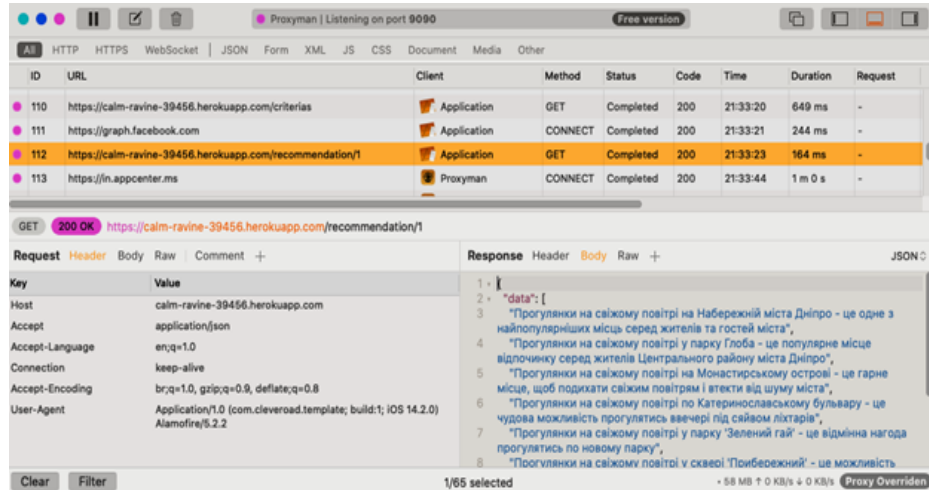 Proxyman | Listening on port 9090
Free version
All HTTP HTTPS WebSocket JSON Form XML JS CSS Document Media Other
ID URL Client Method Status Code Time Duration Request
110 https://calm-ravine-39456.herokuapp.com/criterias Application GET Completed 200 21:33:20 649 ms -
111 https://graph.facebook.com Application CONNECT Completed 200 21:33:21 244 ms -
112 https://calm-ravine-39456.herokuapp.com/recommendation/1 Application GET Completed 200 21:33:23 164 ms -
113 https://in.appcenter.ms Proxyman CONNECT Completed 200 21:33:44 1 m 0 s -
GET 200 OK https://calm-ravine-39456.herokuapp.com/recommendation/1
Request Header Body Raw Comment +
Key Value
Host calm-ravine-39456.herokuapp.com
Accept application/json
Accept-Language en;q=1.0
Connection keep-alive
Accept-Encoding br;q=1.0, gzip;q=0.9, deflate;q=0.8
User-Agent Application/1.0 (com.cleveroad.template; build:1; iOS 14.2.0)
Alamofire/5.2.2
Response Header Body Raw +
JSON
1 {
2 "data": [
3 "Прогулянки на свіжому повітрі на Набережній міста Дніпро - це одне з
найпопулярніших місць серед жителів та гостей міста",
4 "Прогулянки на свіжому повітрі у парку Глоба - це популярне місце
відпочинку серед жителів Центрального району міста Дніпро",
5 "Прогулянки на свіжому повітрі на Монастирському острові - це гарне
місце, щоб подихати свіжим повітрям і втекти від шуму міста",
6 "Прогулянки на свіжому повітрі по Катеринославському бульвару - це
чудова можливість прогулятись ввечері під сяйвом ліхтарів",
7 "Прогулянки на свіжому повітрі у парку 'Зелений гай' - це відмінна нагода
прогулятись по новому парку",
8 "Прогулянки на свіжому повітрі у сквері 'Прибережний' - це можливість
Clear Filter
1/65 selected
• 58 MB ↑ 0 KB/s ↓ 0 KB/s Proxy Overriden